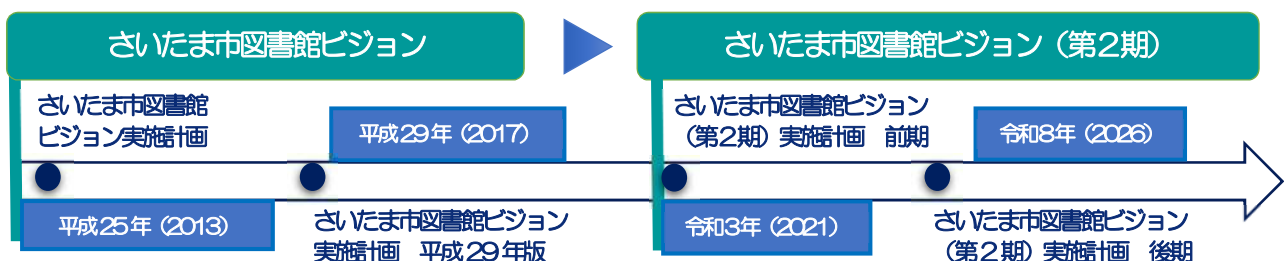 さいたま市図書館ビジョン
さいたま市図書館ビジョン（第２期）
さいたま市図書館
ビジョン実施計画
平成29年（2017）
さいたま市図書館ビジョン
（第２期）実施計画　前期
令和8年（2026）
平成25年（2013）
さいたま市図書館ビジョン
実施計画　平成29年版
令和3年（2021）
さいたま市図書館ビジョン
（第２期）実施計画　後期